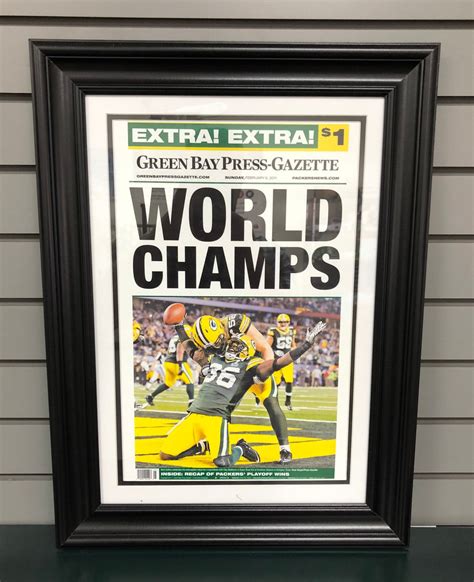 EXTRA! EXTRA! $1
GREEN BAY PRESS-GAZETTE
GREENBAYPRESSGAZETTE.COM SUNDAY, FEBRUARY 6, 2011 PACKERSNEWS.COM
WORLD
CHAMPS
36
INSIDE: RECAP OF PACKERS' PLAYOFF WINS